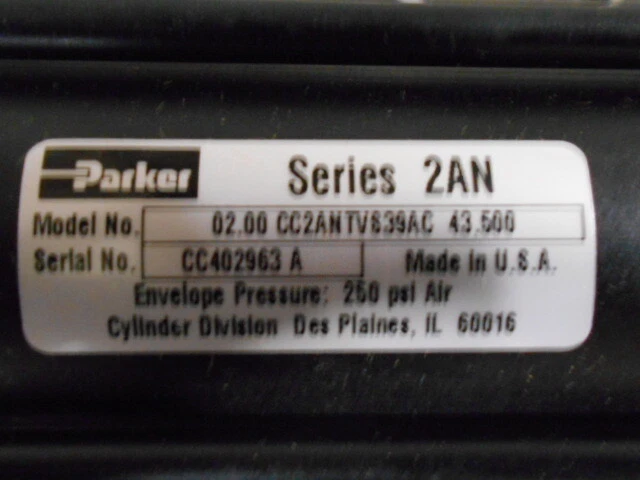 Parker Series 2AN
Model No. 02.00 CC2ANTVS39AC 43.500
Serial No. CC402963 A Made in U.S.A.
Envelope Pressure: 250 psi Air
Cylinder Division Des Plaines, IL 60016